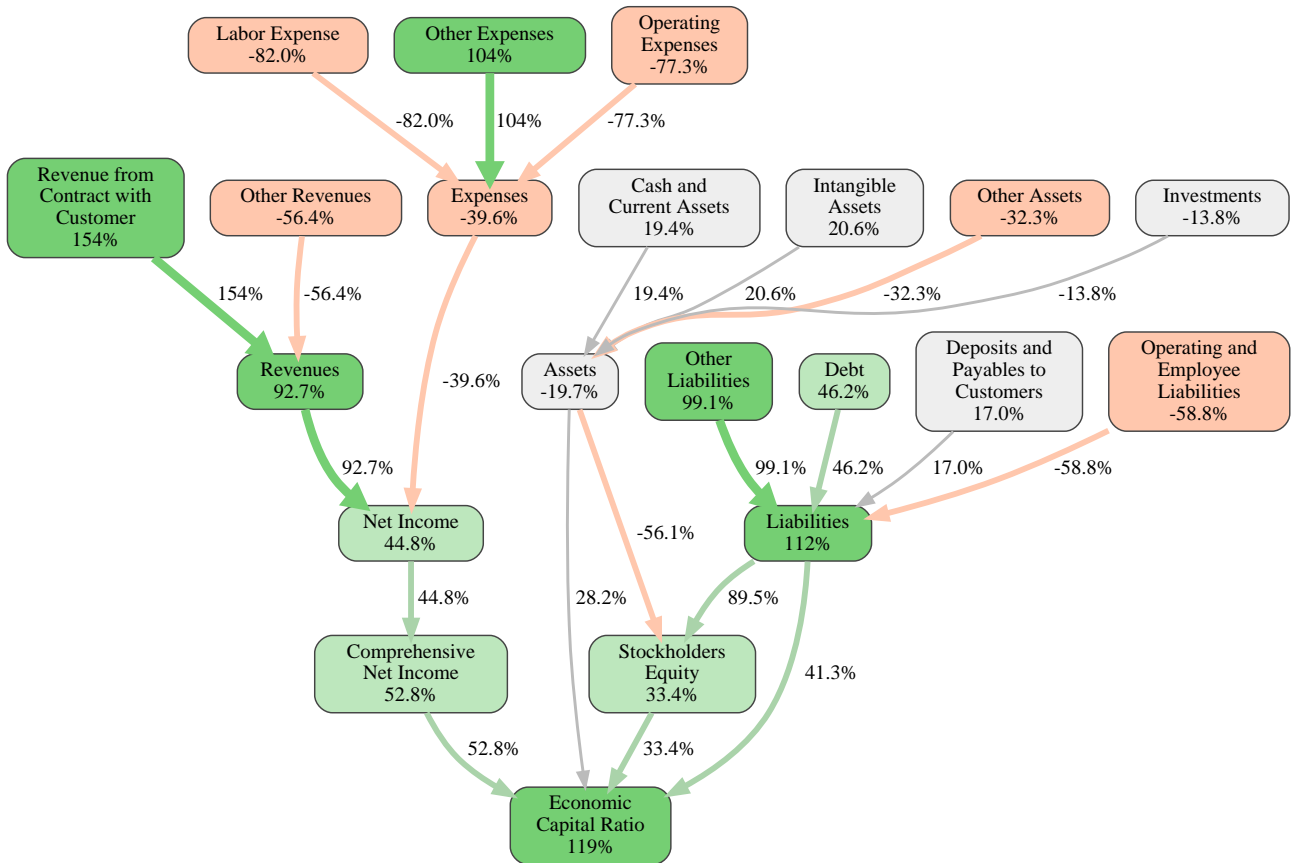 Labor Expense
-82.0%
Other Expenses
104%
Operating
Expenses
-77.3%
-82.0%
104%
-77.3%
Revenue from
Contract with
Customer
154%
Other Revenues
-56.4%
Expenses
-39.6%
Cash and
Current Assets
19.4%
Intangible
Assets
20.6%
Other Assets
-32.3%
Investments
-13.8%
154%
-56.4%
19.4%
20.6%
-32.3%
-13.8%
Revenues
92.7%
-39.6%
Assets
-19.7%
Other
Liabilities
99.1%
Debt
46.2%
Deposits and
Payables to
Customers
17.0%
Operating and
Employee
Liabilities
-58.8%
92.7%
99.1%
46.2%
17.0%
-58.8%
Net Income
44.8%
-56.1%
Liabilities
112%
44.8%
28.2%
89.5%
Comprehensive
Net Income
52.8%
Stockholders
Equity
33.4%
41.3%
52.8%
33.4%
Economic
Capital Ratio
119%